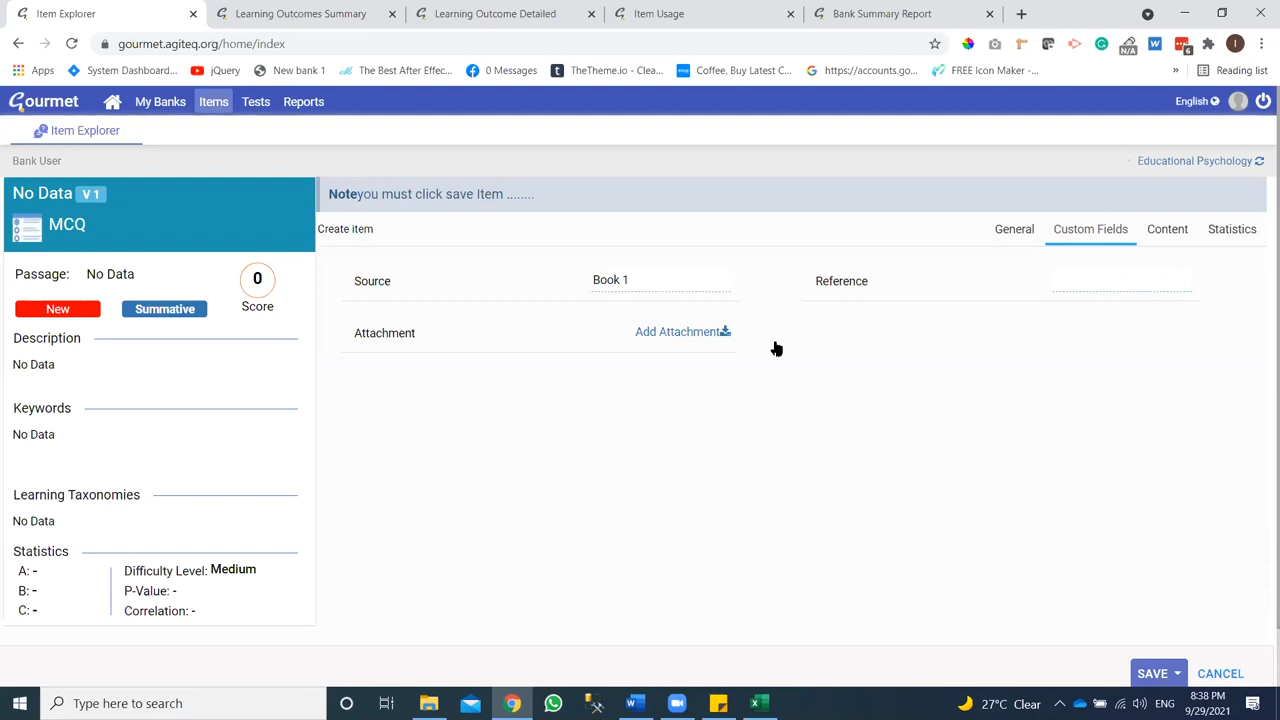 Item Explorer
Learning Outcomes Summary
Learning Outcome Detailed
Item Usage
Bank Summary Report
gourmet.agiteq.org/home/index
N/A
6
I
Apps
System Dashboard...
jQuery
New bank 1
The Best After Effec...
0 Messages
TheTheme.io - Clea...
Coffee, Buy Latest C...
https://accounts.go...
FREE Icon Maker -...
»
Reading list
Gourmet
My Banks
Items
Tests
Reports
English
Item Explorer
Bank User
Educational Psychology
No Data V 1
MCQ
Noteyou must click save Item ........
Create item
General
Custom Fields
Content
Statistics
Passage: No Data
0
Score
New
Summative
Source
Book 1
Reference
Attachment
Add Attachment
Description
No Data
Keywords
No Data
Learning Taxonomies
No Data
Statistics
A: -
B: -
C: -
Difficulty Level: Medium
P-Value: -
Correlation: -
SAVE
CANCEL
Type here to search
27°C Clear
ENG
8:38 PM
9/29/2021